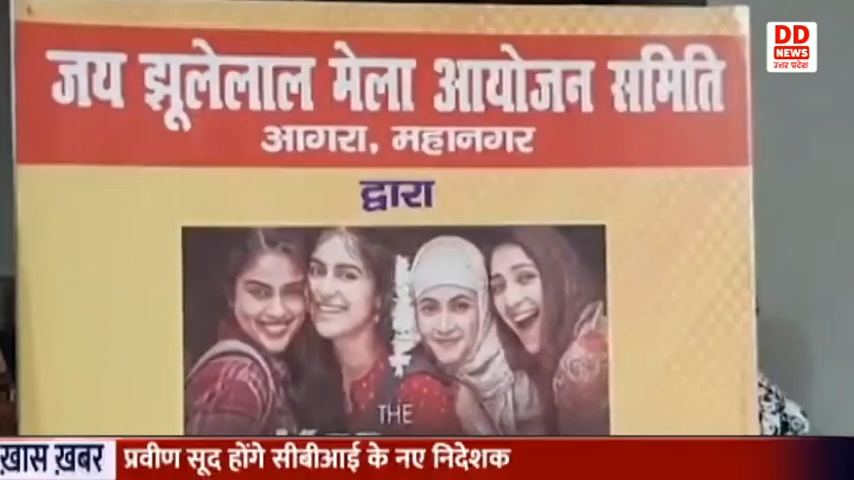 DD
NEWS
उत्तर प्रदेश
जय झूलेलाल मेला आयोजन समिति
आगरा, महानगर
द्वारा
THE
ख़ास ख़बर
प्रवीण सूद होंगे सीबीआई के नए निदेशक